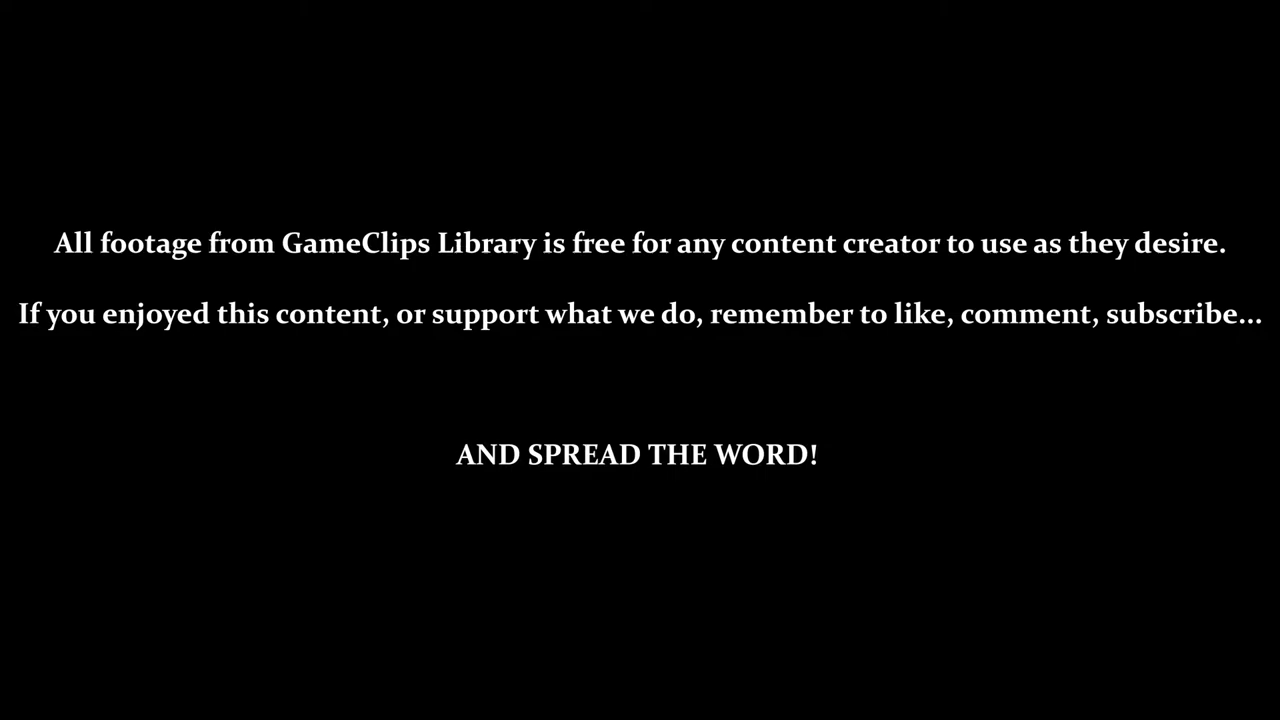 All footage from GameClips Library is free for any content creator to use as they desire.
If you enjoyed this content, or support what we do, remember to like, comment, subscribe...
AND SPREAD THE WORD!